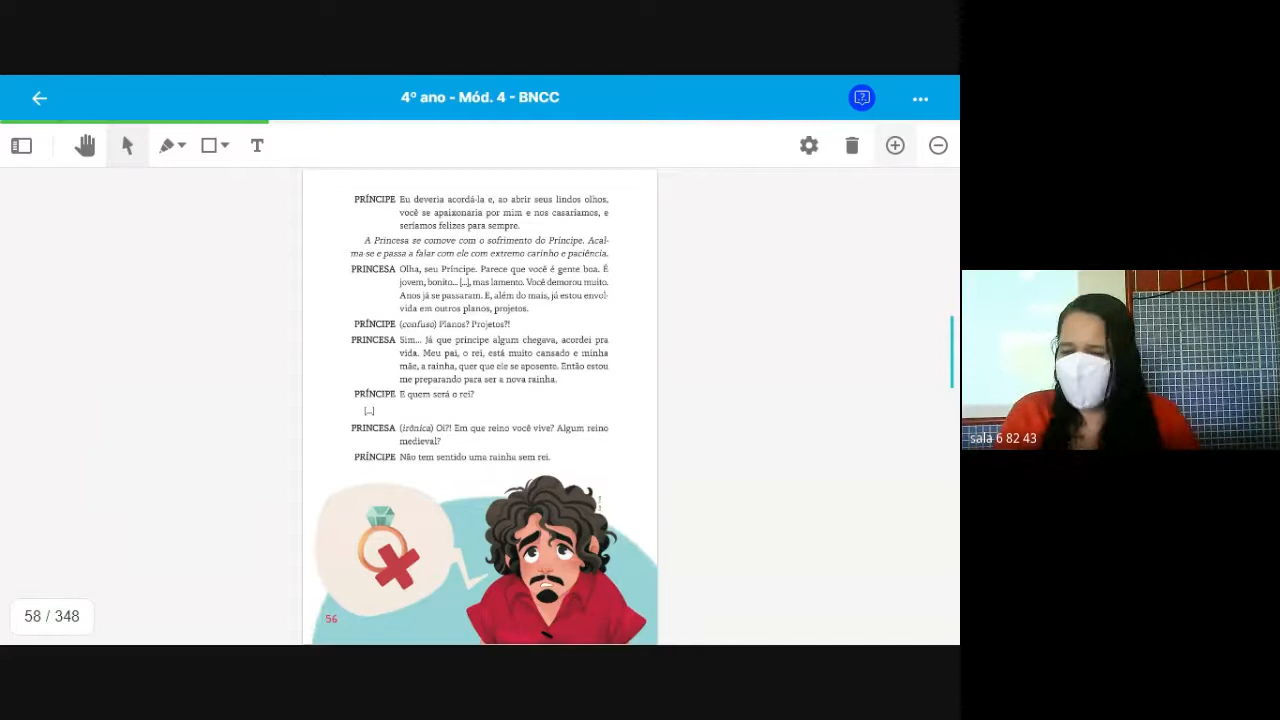 4º ano - Mód. 4 - BNCC
T
PRÍNCIPE Eu deveria acordá-la e, ao abrir seus lindos olhos,
você se apaixonaria por mim e nos casaríamos, e
seríamos felizes para sempre.
A Princesa se comove com o sofrimento do Príncipe. Acal-
ma-se e passa a falar com ele com extremo carinho e paciência.
PRINCESA Olha, seu Príncipe. Parece que você é gente boa. É
jovem, bonito... [...], mas lamento. Você demorou muito.
Anos já se passaram. E, além do mais, já estou envol-
vida em outros planos, projetos.
PRÍNCIPE (confuso) Planos? Projetos?!
PRINCESA Sim... Já que príncipe algum chegava, acordei pra
vida. Meu pai, o rei, está muito cansado e minha
mãe, a rainha, quer que ele se aposente. Então estou
me preparando para ser a nova rainha.
PRÍNCIPE E quem será o rei?
[...]
PRINCESA (irônica) Oi?! Em que reino você vive? Algum reino
medieval?
PRÍNCIPE Não tem sentido uma rainha sem rei.
56
58 / 348
sala 6 82 43